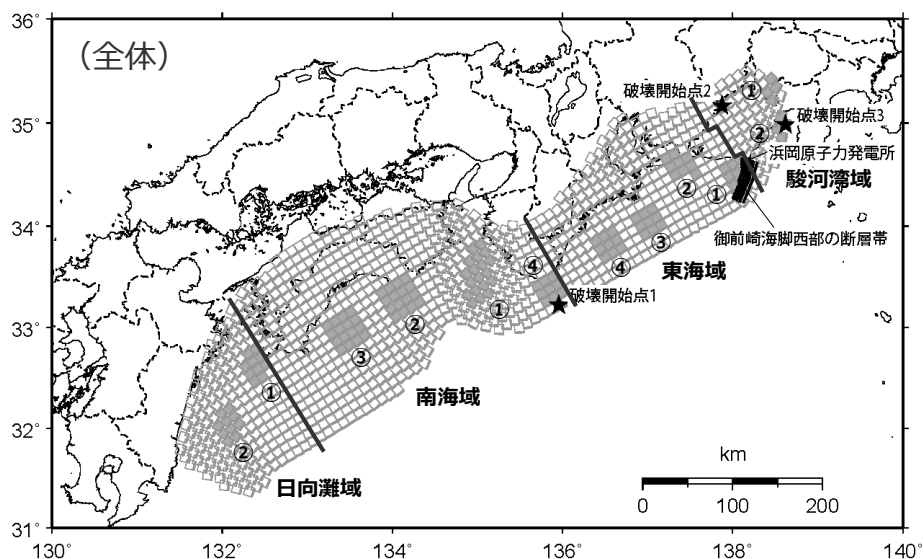 (全体)
36°
35°
34°
33°
32°
31°
130°
132°
134°
136°
138°
140°
破壊開始点2
①
破壊開始点3
②
浜岡原子力発電所
駿河湾域
②
①
御前崎海脚西部の断層帯
③
④
東海域
④
破壊開始点1
①
②
③
南海域
①
②
日向灘域
km
0 50 100 150 200